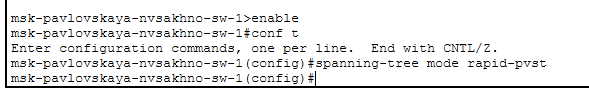 msk-pavlovskaya-nvsakhno-sw-1>enable
msk-pavlovskaya-nvsakhno-sw-1#conf t
Enter configuration commands, one per line.  End with CNTL/Z.
msk-pavlovskaya-nvsakhno-sw-1(config)#spanning-tree mode rapid-pvst
msk-pavlovskaya-nvsakhno-sw-1(config)#